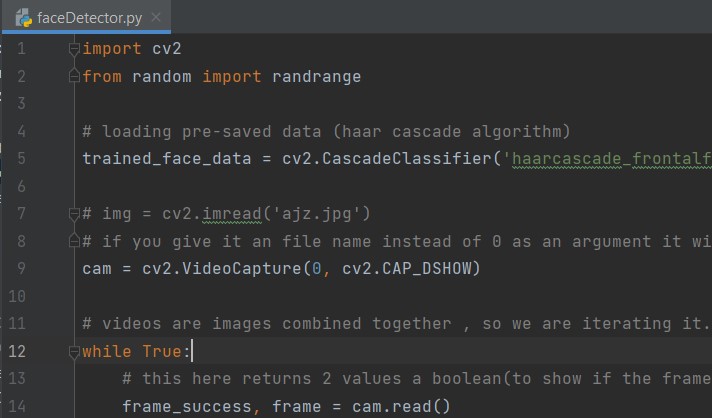 faceDetector.py
1 import cv2
2 from random import randrange
3
4 # loading pre-saved data (haar cascade algorithm)
5 trained_face_data = cv2.CascadeClassifier('haarcascade_frontalf
6
7 # img = cv2.imread('ajz.jpg')
8 # if you give it an file name instead of 0 as an argument it wi
9 cam = cv2.VideoCapture(0, cv2.CAP_DSHOW)
10
11 # videos are images combined together , so we are iterating it.
12 while True:
13 # this here returns 2 values a boolean(to show if the frame
14 frame_success, frame = cam.read()